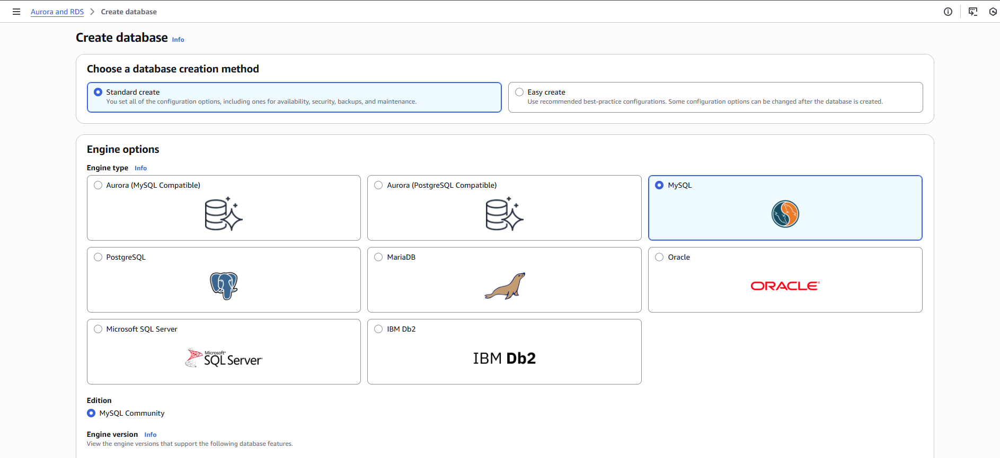 Aurora and RDS > Create database
Create database Info
Choose a database creation method
Standard create
You set all of the configuration options, including ones for availability, security, backups, and maintenance.
Easy create
Use recommended best-practice configurations. Some configuration options can be changed after the database is created.
Engine options
Engine type Info
Aurora (MySQL Compatible)
Aurora (PostgreSQL Compatible)
MySQL
PostgreSQL
MariaDB
Oracle
ORACLE
Microsoft SQL Server
Microsoft®
SQL Server
IBM Db2
IBM Db2
Edition
MySQL Community
Engine version Info
View the engine versions that support the following database features.